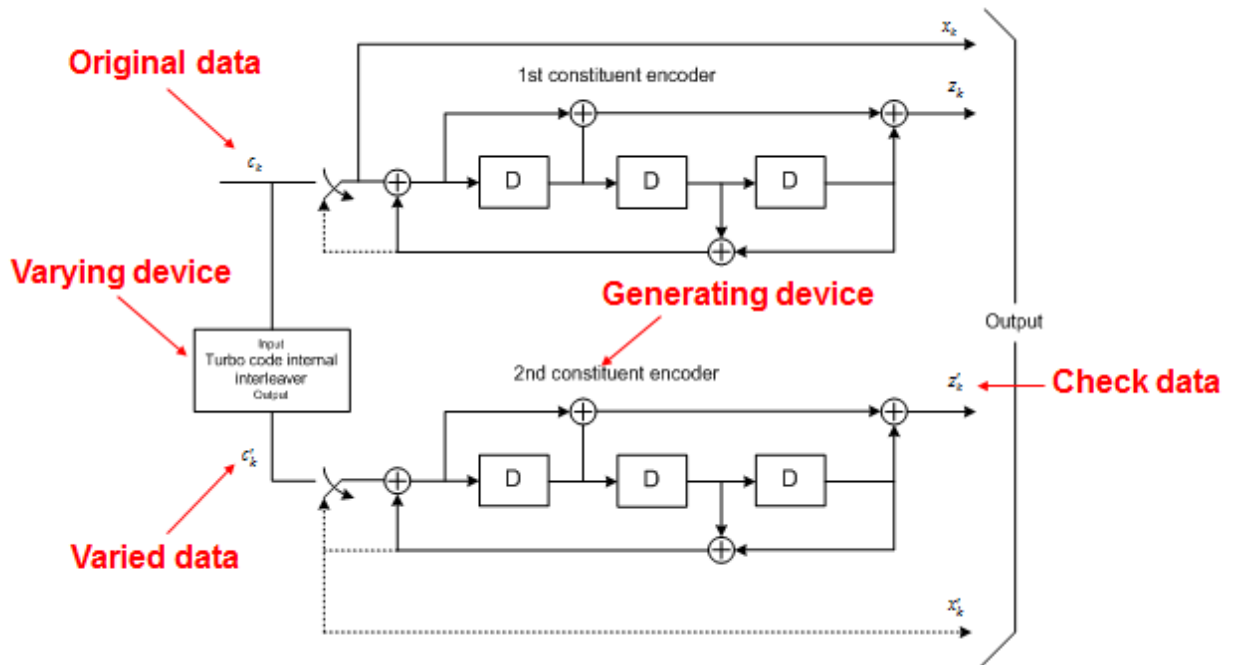 x_k
Original data
1st constituent encoder
z_k
c_k
D D D
Varying device
Generating device
Output
Input
Turbo code internal
interleaver
Output
2nd constituent encoder
z'_k
Check data
c'_k
D D D
Varied data
x'_k